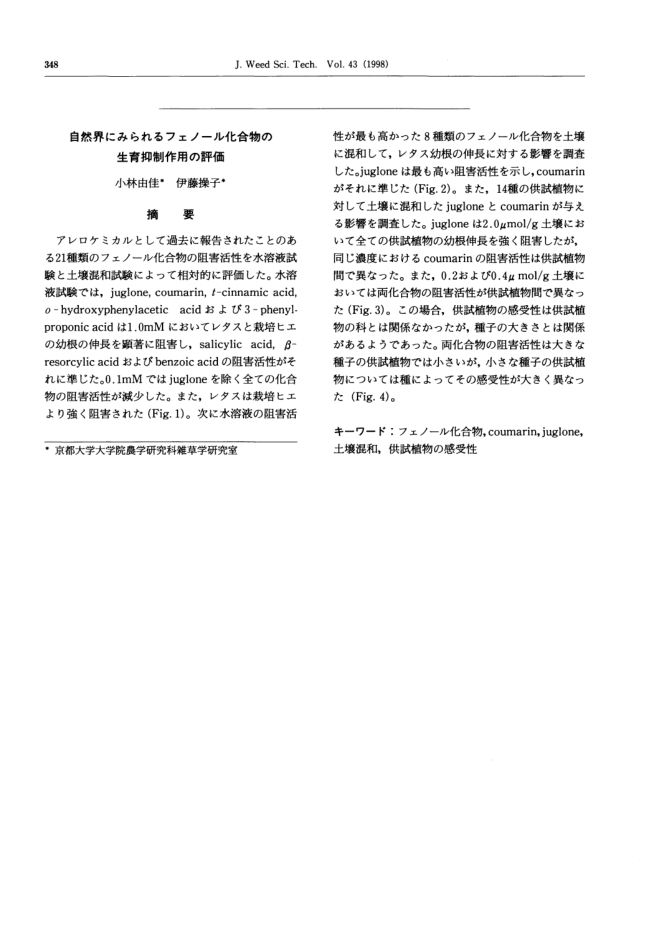 348
J. Weed Sci. Tech. Vol. 43 (1998)
自然界にみられるフェノール化合物の
生育抑制作用の評価
小林由佳* 伊藤操子*
摘 要
アレロケミカルとして過去に報告されたことのあ
る21種類のフェノール化合物の阻害活性を水溶液試
験と土壌混和試験によって相対的に評価した。水溶
液試験では，juglone, coumarin, t-cinnamic acid,
o-hydroxyphenylacetic acid および3-phenyl-
proponic acid は1.0mM においてレタスと栽培ヒエ
の幼根の伸長を顕著に阻害し，salicylic acid, β-
resorcylic acid および benzoic acid の阻害活性がそ
れに準じた。0.1mM では juglone を除く全ての化合
物の阻害活性が減少した。また，レタスは栽培ヒエ
より強く阻害された (Fig. 1)。次に水溶液の阻害活
* 京都大学大学院農学研究科雑草学研究室
性が最も高かった8種類のフェノール化合物を土壌
に混和して，レタス幼根の伸長に対する影響を調査
した。juglone は最も高い阻害活性を示し, coumarin
がそれに準じた (Fig. 2)。また，14種の供試植物に
対して土壌に混和した juglone と coumarin が与え
る影響を調査した。juglone は2.0μmol/g 土壌にお
いて全ての供試植物の幼根伸長を強く阻害したが，
同じ濃度における coumarin の阻害活性は供試植物
間で異なった。また，0.2および0.4μ mol/g 土壌に
おいては両化合物の阻害活性が供試植物間で異なっ
た (Fig. 3)。この場合，供試植物の感受性は供試植
物の科とは関係なかったが，種子の大きさとは関係
があるようであった。両化合物の阻害活性は大きな
種子の供試植物では小さいが，小さな種子の供試植
物については種によってその感受性が大きく異なっ
た (Fig. 4)。
キーワード：フェノール化合物, coumarin, juglone,
土壌混和，供試植物の感受性